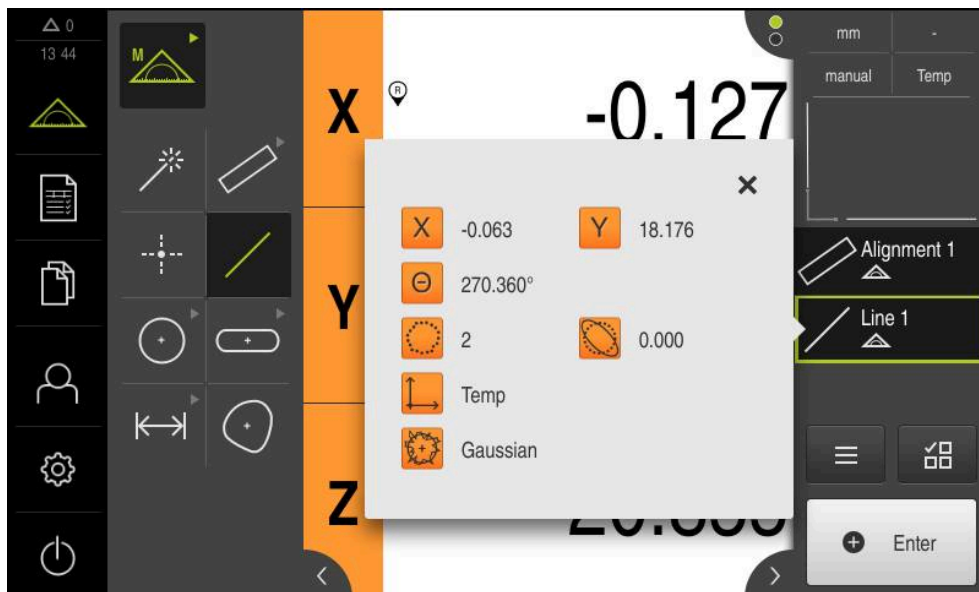 0
13 44
M
X
R
-0.127
mm
-
manual
Temp
X -0.063 Y 18.176
Θ 270.360°
2 0.000
Temp
Gaussian
Y
Z
Alignment 1
Line 1
Enter